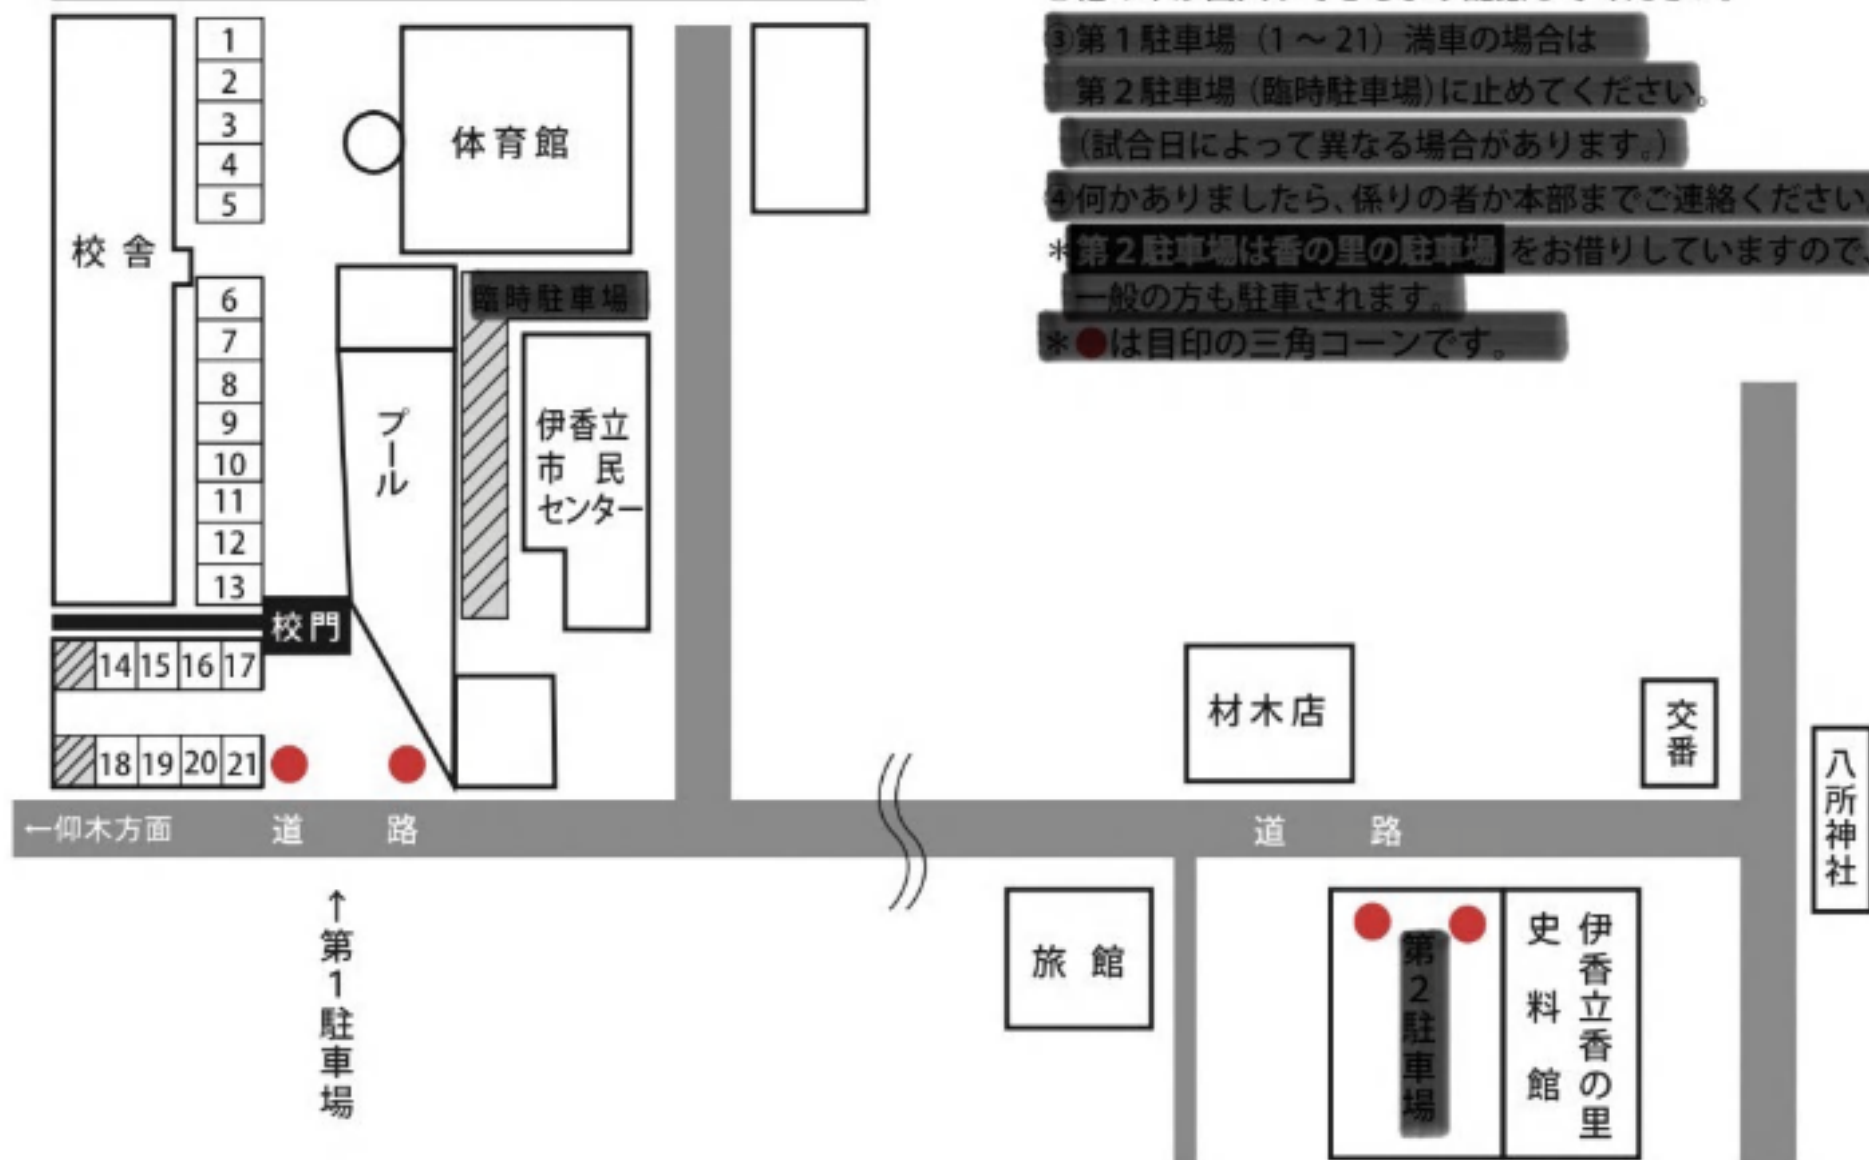 ③第1駐車場（1～21）満車の場合は
第2駐車場（臨時駐車場）に止めてください。
（試合日によって異なる場合があります。）
④何かありましたら、係りの者か本部までご連絡ください
＊第2駐車場は香の里の駐車場をお借りしていますので、
一般の方も駐車されます。
＊●は目印の三角コーンです。
1
2
3
4
5
校舎
6
7
8
9
10
11
12
13
体育館
臨時駐車場
プール
伊香立
市民
センター
校門
14 15 16 17
18 19 20 21
←仰木方面 道路
↑第1駐車場
材木店
交番
八所神社
道路
旅館
第2駐車場
伊香立香の里
史料館